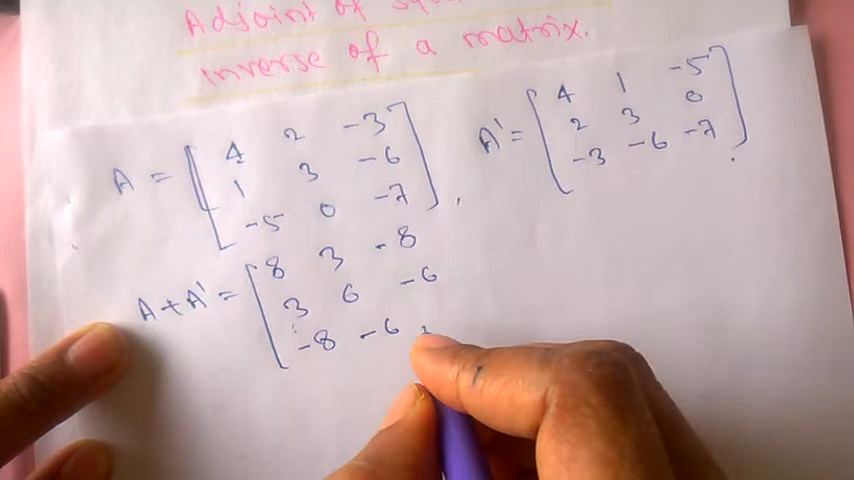 Adjoint of
inverse of a matrix.
A = [ 4 2 -3
1 3 -6
-5 0 -7 ] ,
A' = [ 4 1 -5
2 3 0
-3 -6 -7 ] .
A + A' = [ 8 3 -8
3 6 -6
-8 -6